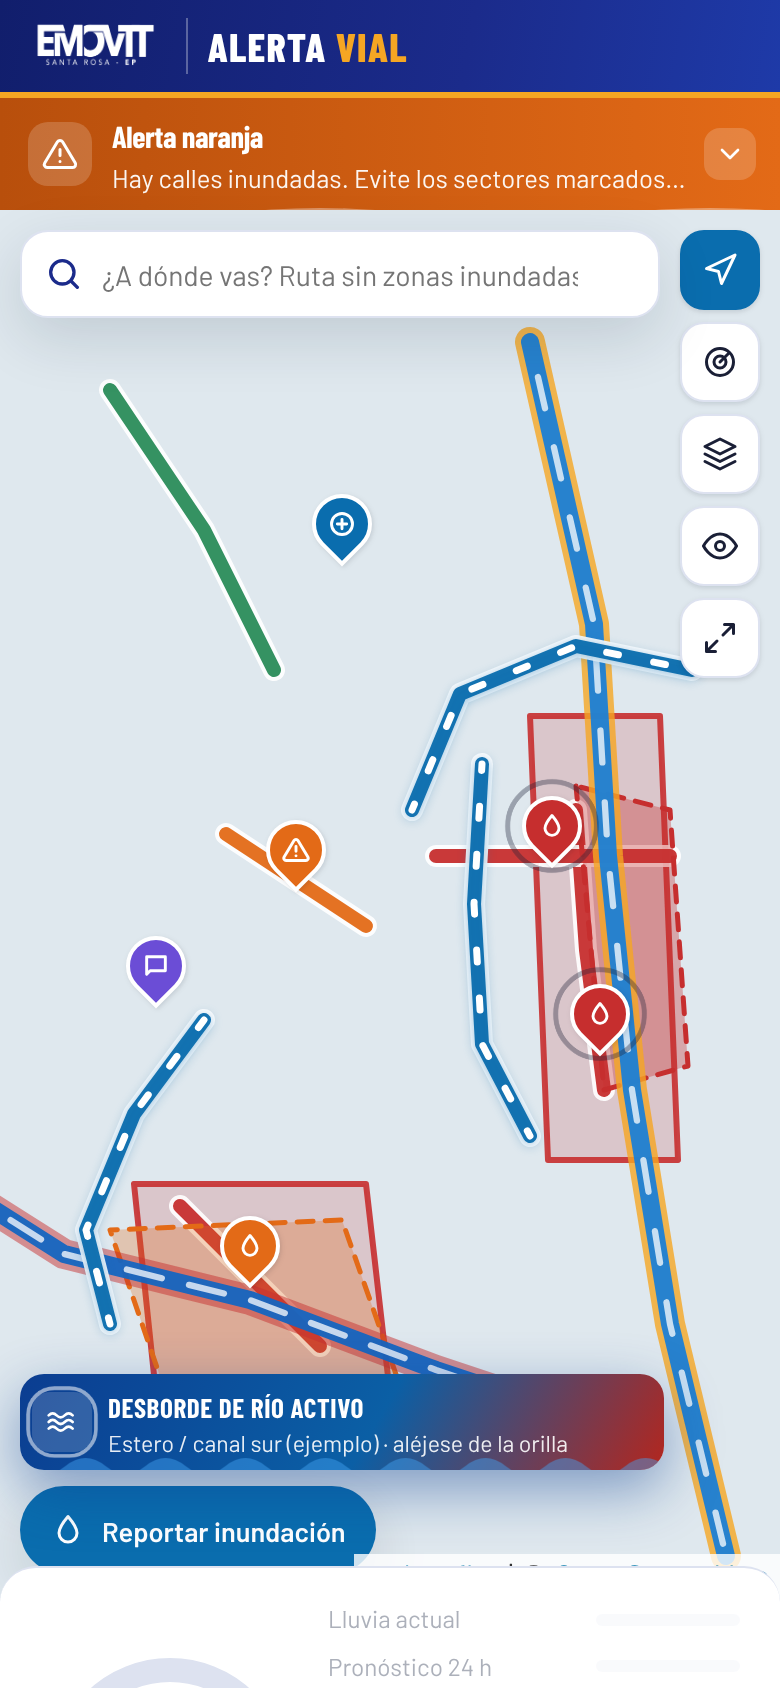 EMOVIT
SANTA ROSA - EP
ALERTA VIAL
Alerta naranja
Hay calles inundadas. Evite los sectores marcados...
¿A dónde vas? Ruta sin zonas inundadas
DESBORDE DE RÍO ACTIVO
Estero / canal sur (ejemplo) · aléjese de la orilla
Reportar inundación
Lluvia actual
Pronóstico 24 h